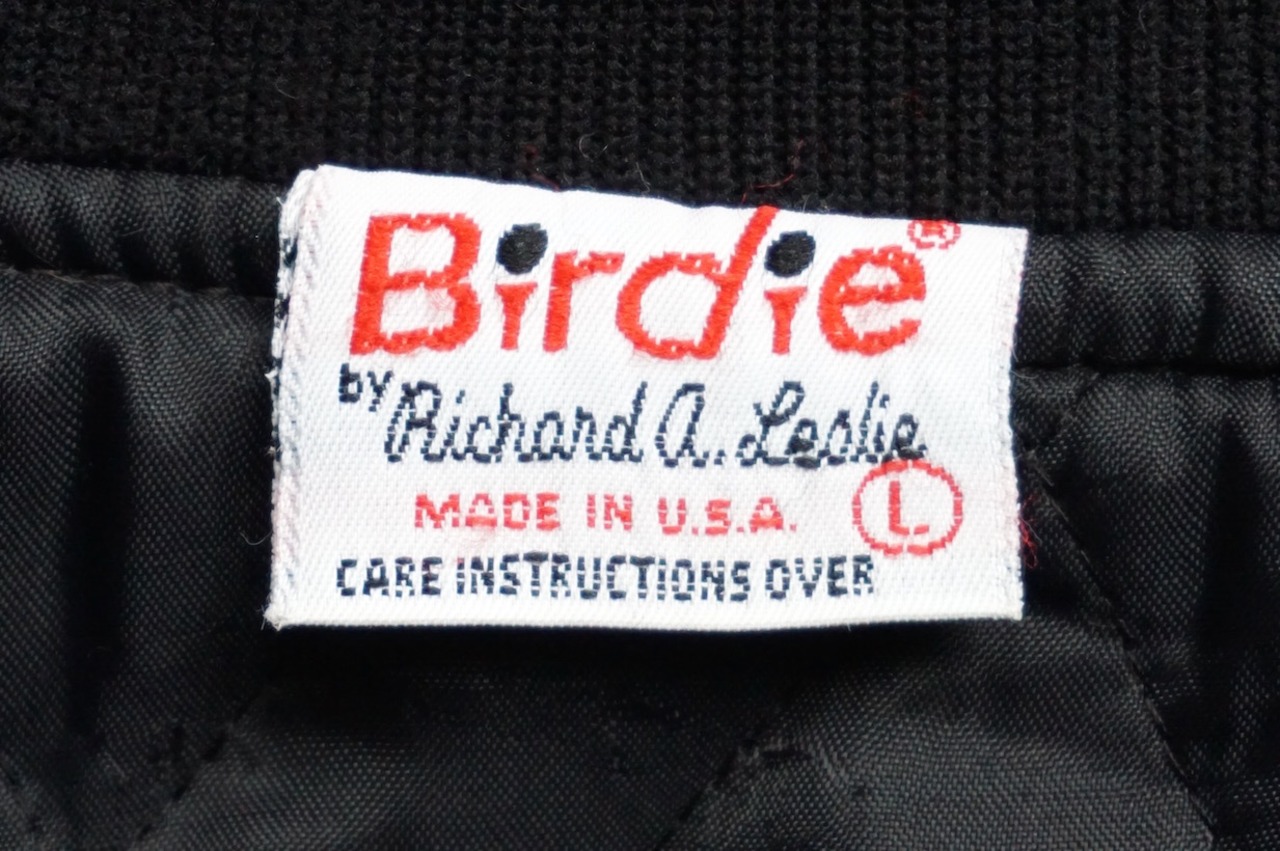 Birdie®
by Richard A. Leslie
MADE IN U.S.A. L
CARE INSTRUCTIONS OVER